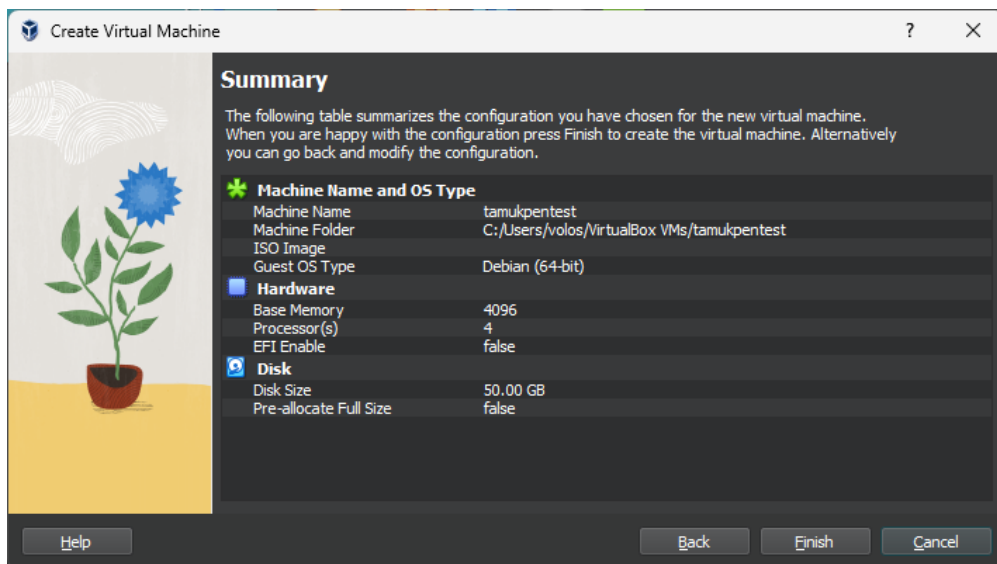 Create Virtual Machine
?
Summary
The following table summarizes the configuration you have chosen for the new virtual machine.
When you are happy with the configuration press Finish to create the virtual machine. Alternatively
you can go back and modify the configuration.
Machine Name and OS Type
Machine Name tamukpentest
Machine Folder C:/Users/volos/VirtualBox VMs/tamukpentest
ISO Image
Guest OS Type Debian (64-bit)
Hardware
Base Memory 4096
Processor(s) 4
EFI Enable false
Disk
Disk Size 50.00 GB
Pre-allocate Full Size false
Help Back Finish Cancel